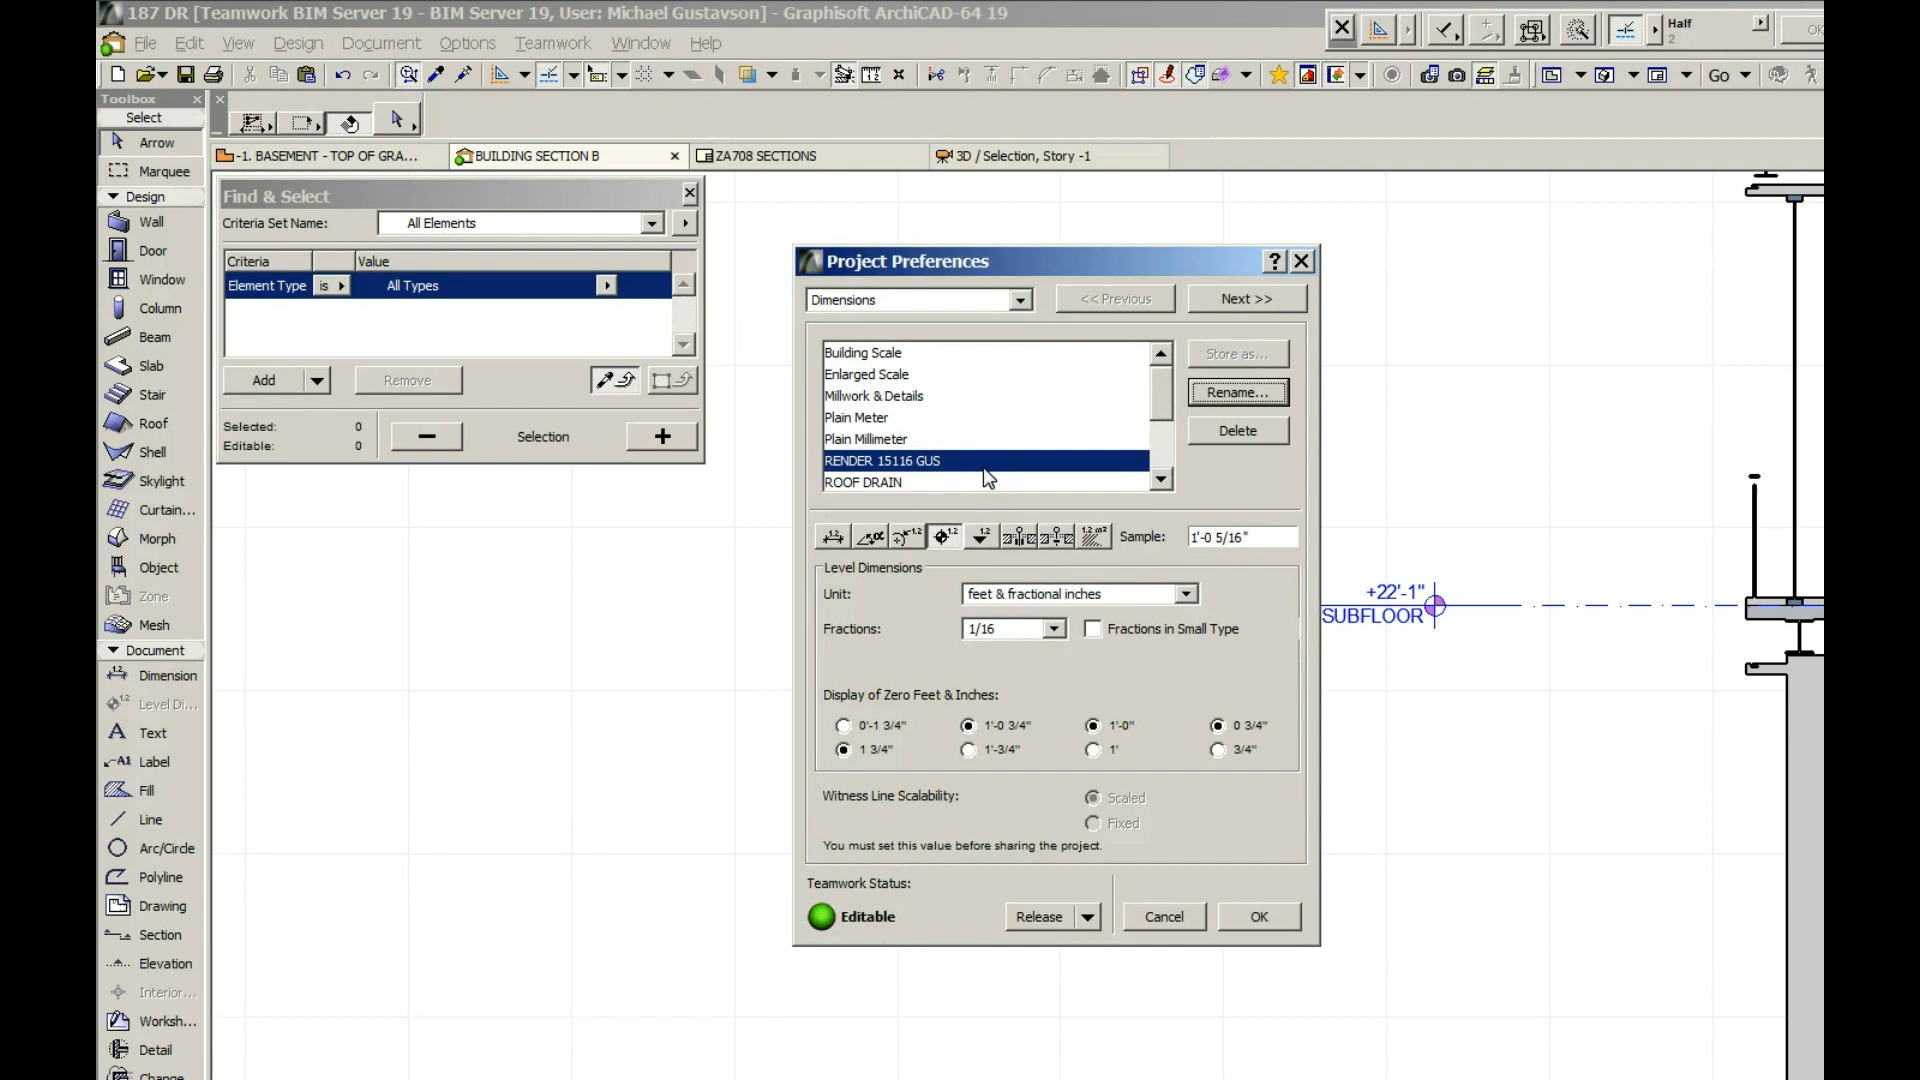 187 DR [Teamwork BIM Server 19 - BIM Server 19, User: Michael Gustavson] - Graphisoft ArchiCAD-64 19
File Edit View Design Document Options Teamwork Window Help
Half
2
OK
Go
Toolbox
Select
Arrow
Marquee
Design
Wall
Door
Window
Column
Beam
Slab
Stair
Roof
Shell
Skylight
Curtain...
Morph
Object
Zone
Mesh
Document
Dimension
Level Di...
Text
Label
Fill
Line
Arc/Circle
Polyline
Drawing
Section
Elevation
Interior...
Worksh...
Detail
Change
-1. BASEMENT - TOP OF GRA...
BUILDING SECTION B
ZA708 SECTIONS
3D / Selection, Story -1
Find & Select
Criteria Set Name: All Elements
Criteria Value
Element Type is All Types
Add Remove
Selected: 0
Editable: 0
Selection
Project Preferences
Dimensions << Previous Next >>
Building Scale
Enlarged Scale
Millwork & Details
Plain Meter
Plain Millimeter
RENDER 15116 GUS
ROOF DRAIN
Store as...
Rename...
Delete
Sample: 1'-0 5/16"
Level Dimensions
Unit: feet & fractional inches
Fractions: 1/16 Fractions in Small Type
Display of Zero Feet & Inches:
0'-1 3/4" 1'-0 3/4" 1'-0" 0 3/4"
1 3/4" 1'-3/4" 1' 3/4"
Witness Line Scalability: Scaled
Fixed
You must set this value before sharing the project.
Teamwork Status:
Editable Release Cancel OK
+22'-1"
SUBFLOOR